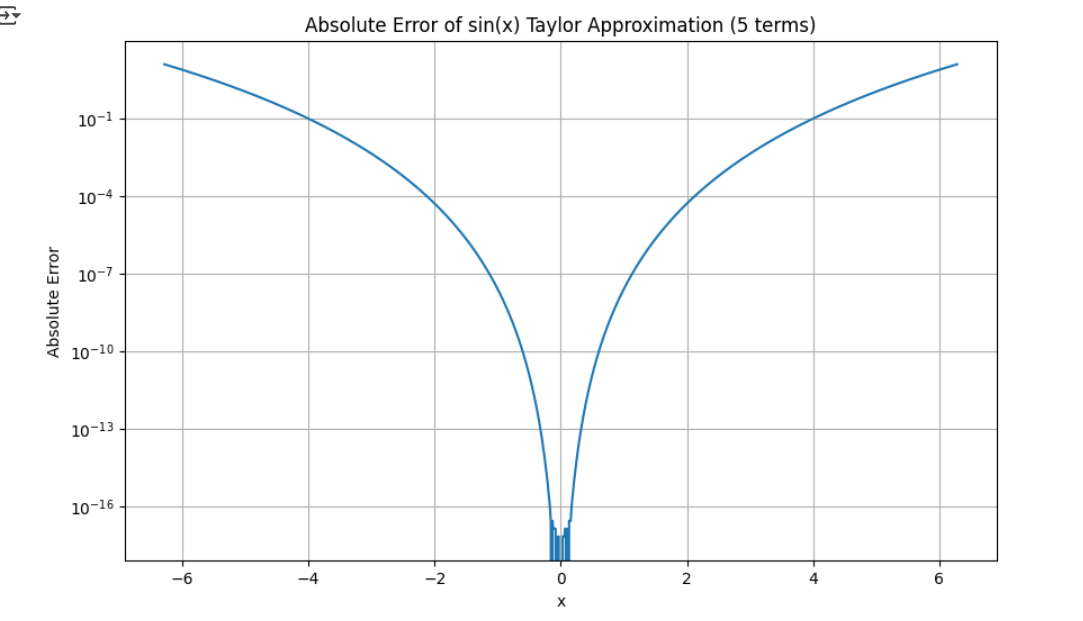 Absolute Error of sin(x) Taylor Approximation (5 terms)
Absolute Error
10⁻¹
10⁻⁴
10⁻⁷
10⁻¹⁰
10⁻¹³
10⁻¹⁶
−6 −4 −2 0 2 4 6
x